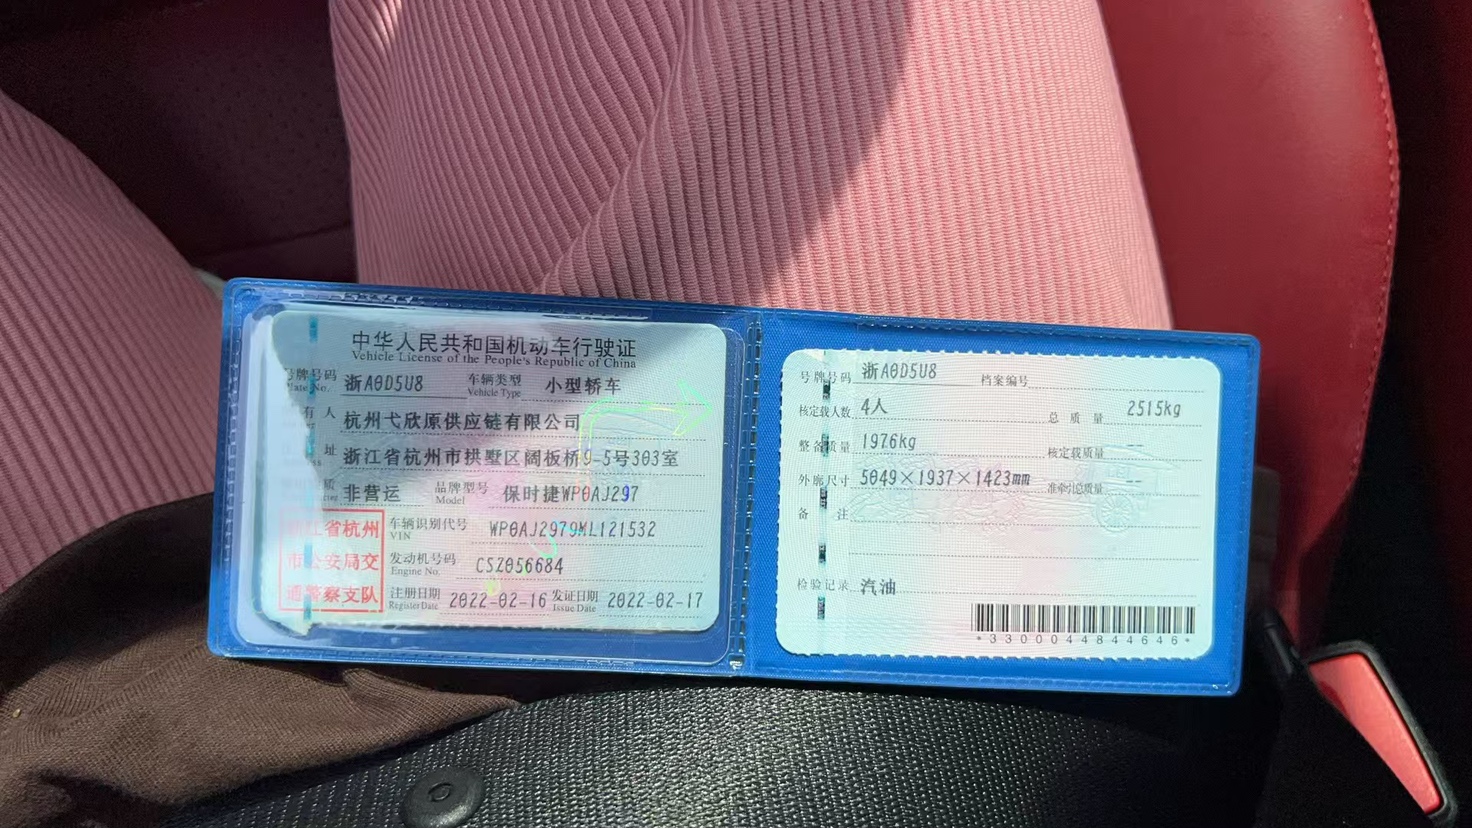 中华人民共和国机动车行驶证
Vehicle License of the People's Republic of China
号牌号码 浙A0D5U8 车辆类型 小型轿车
Plate No. Vehicle Type
有 人 杭州弋欣原供应链有限公司
址 浙江省杭州市拱墅区阔板桥9-5号303室
质 非营运 品牌型号 保时捷WP0AJ297
Model
浙江省杭州
市公安局交
通警察支队
车辆识别代号 WP0AJ2979ML121532
VIN
发动机号码 CSZ056684
Engine No.
注册日期 2022-02-16 发证日期 2022-02-17
Register Date Issue Date
号牌号码 浙A0D5U8 档案编号
核定载人数 4人 总 质 量 2515kg
整备质量 1976kg 核定载质量 --
外廓尺寸 5049×1937×1423mm 准牵引总质量 --
备 注
检验记录 汽油
*3300044844646*